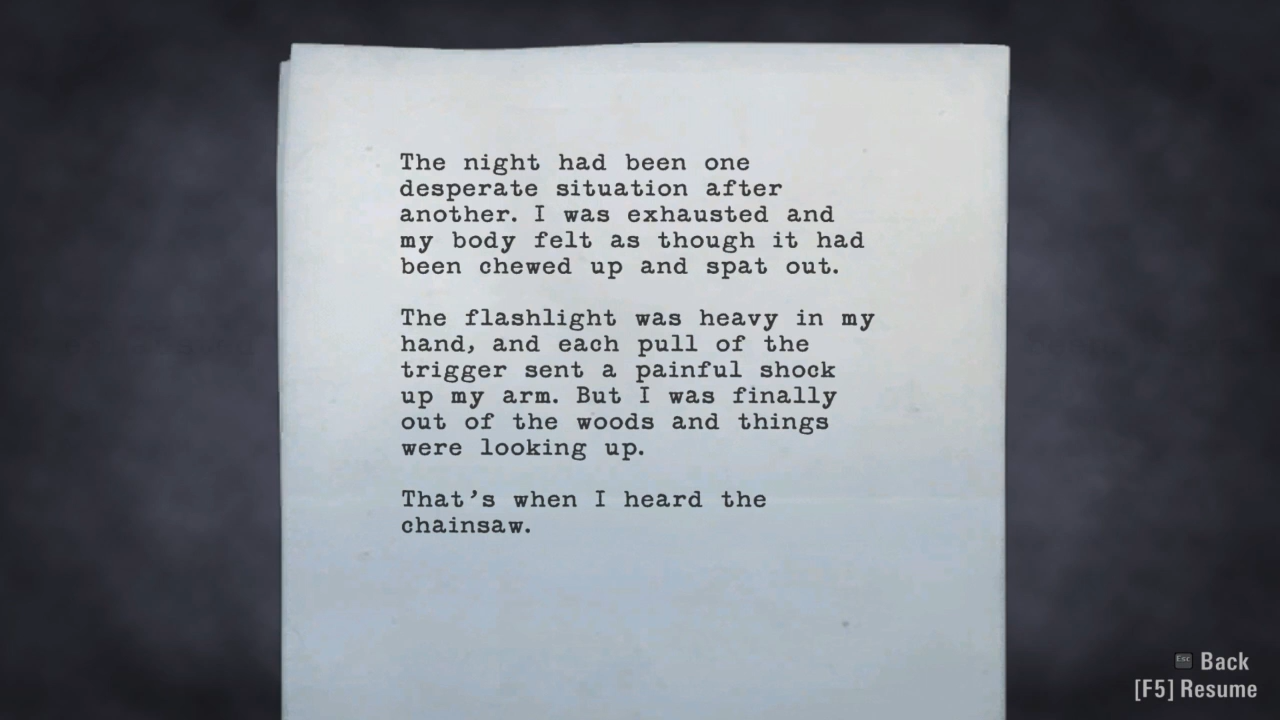 The night had been one
desperate situation after
another. I was exhausted and
my body felt as though it had
been chewed up and spat out.
The flashlight was heavy in my
hand, and each pull of the
trigger sent a painful shock
up my arm. But I was finally
out of the woods and things
were looking up.
That's when I heard the
chainsaw.
Esc Back
[F5] Resume